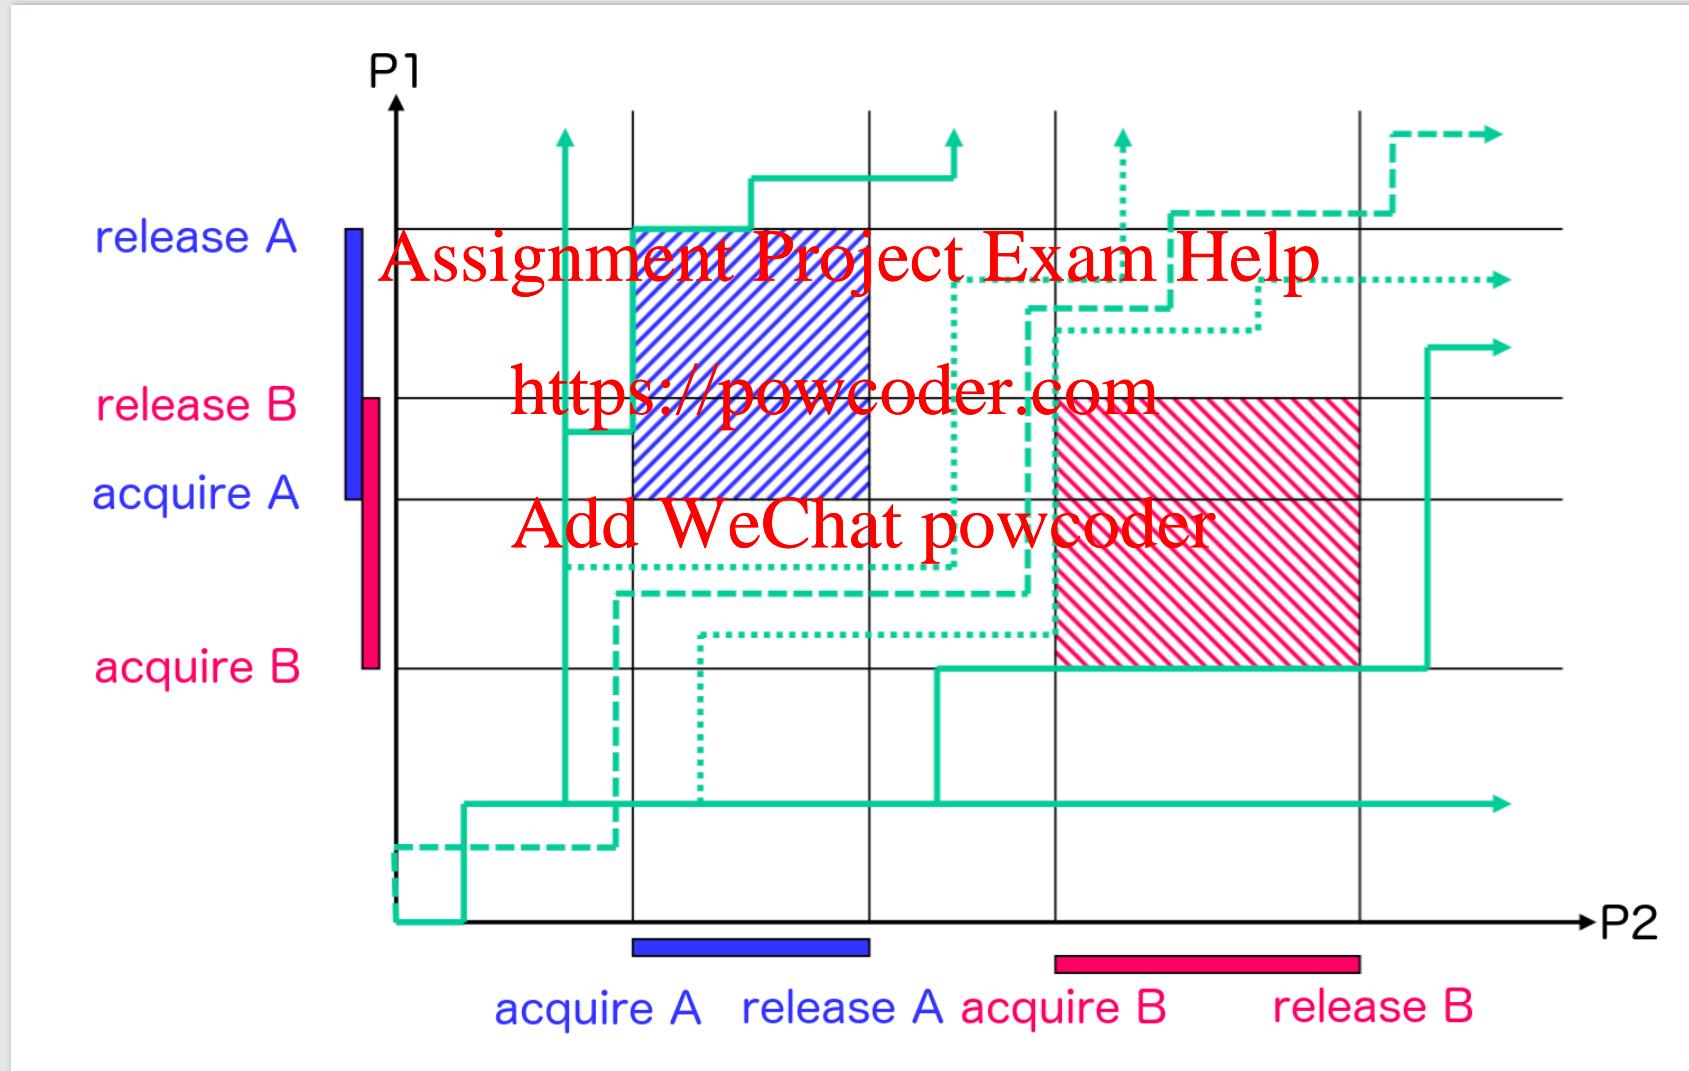 P1
release A
Assignment Project Exam Help
release B
https://powcoder.com
acquire A
Add WeChat powcoder
acquire B
P2
acquire A
release A
acquire B
release B